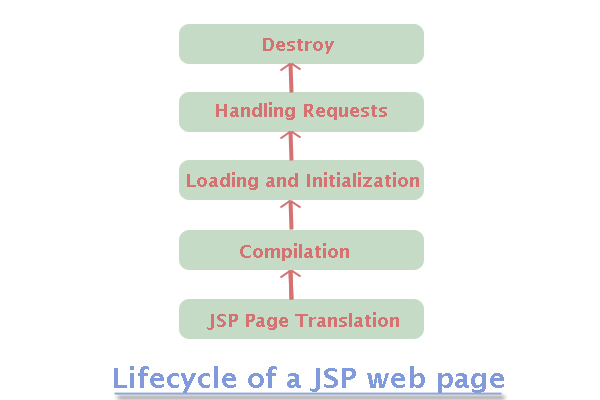 Destroy
Handling Requests
Loading and Initialization
Compilation
JSP Page Translation
Lifecycle of a JSP web page